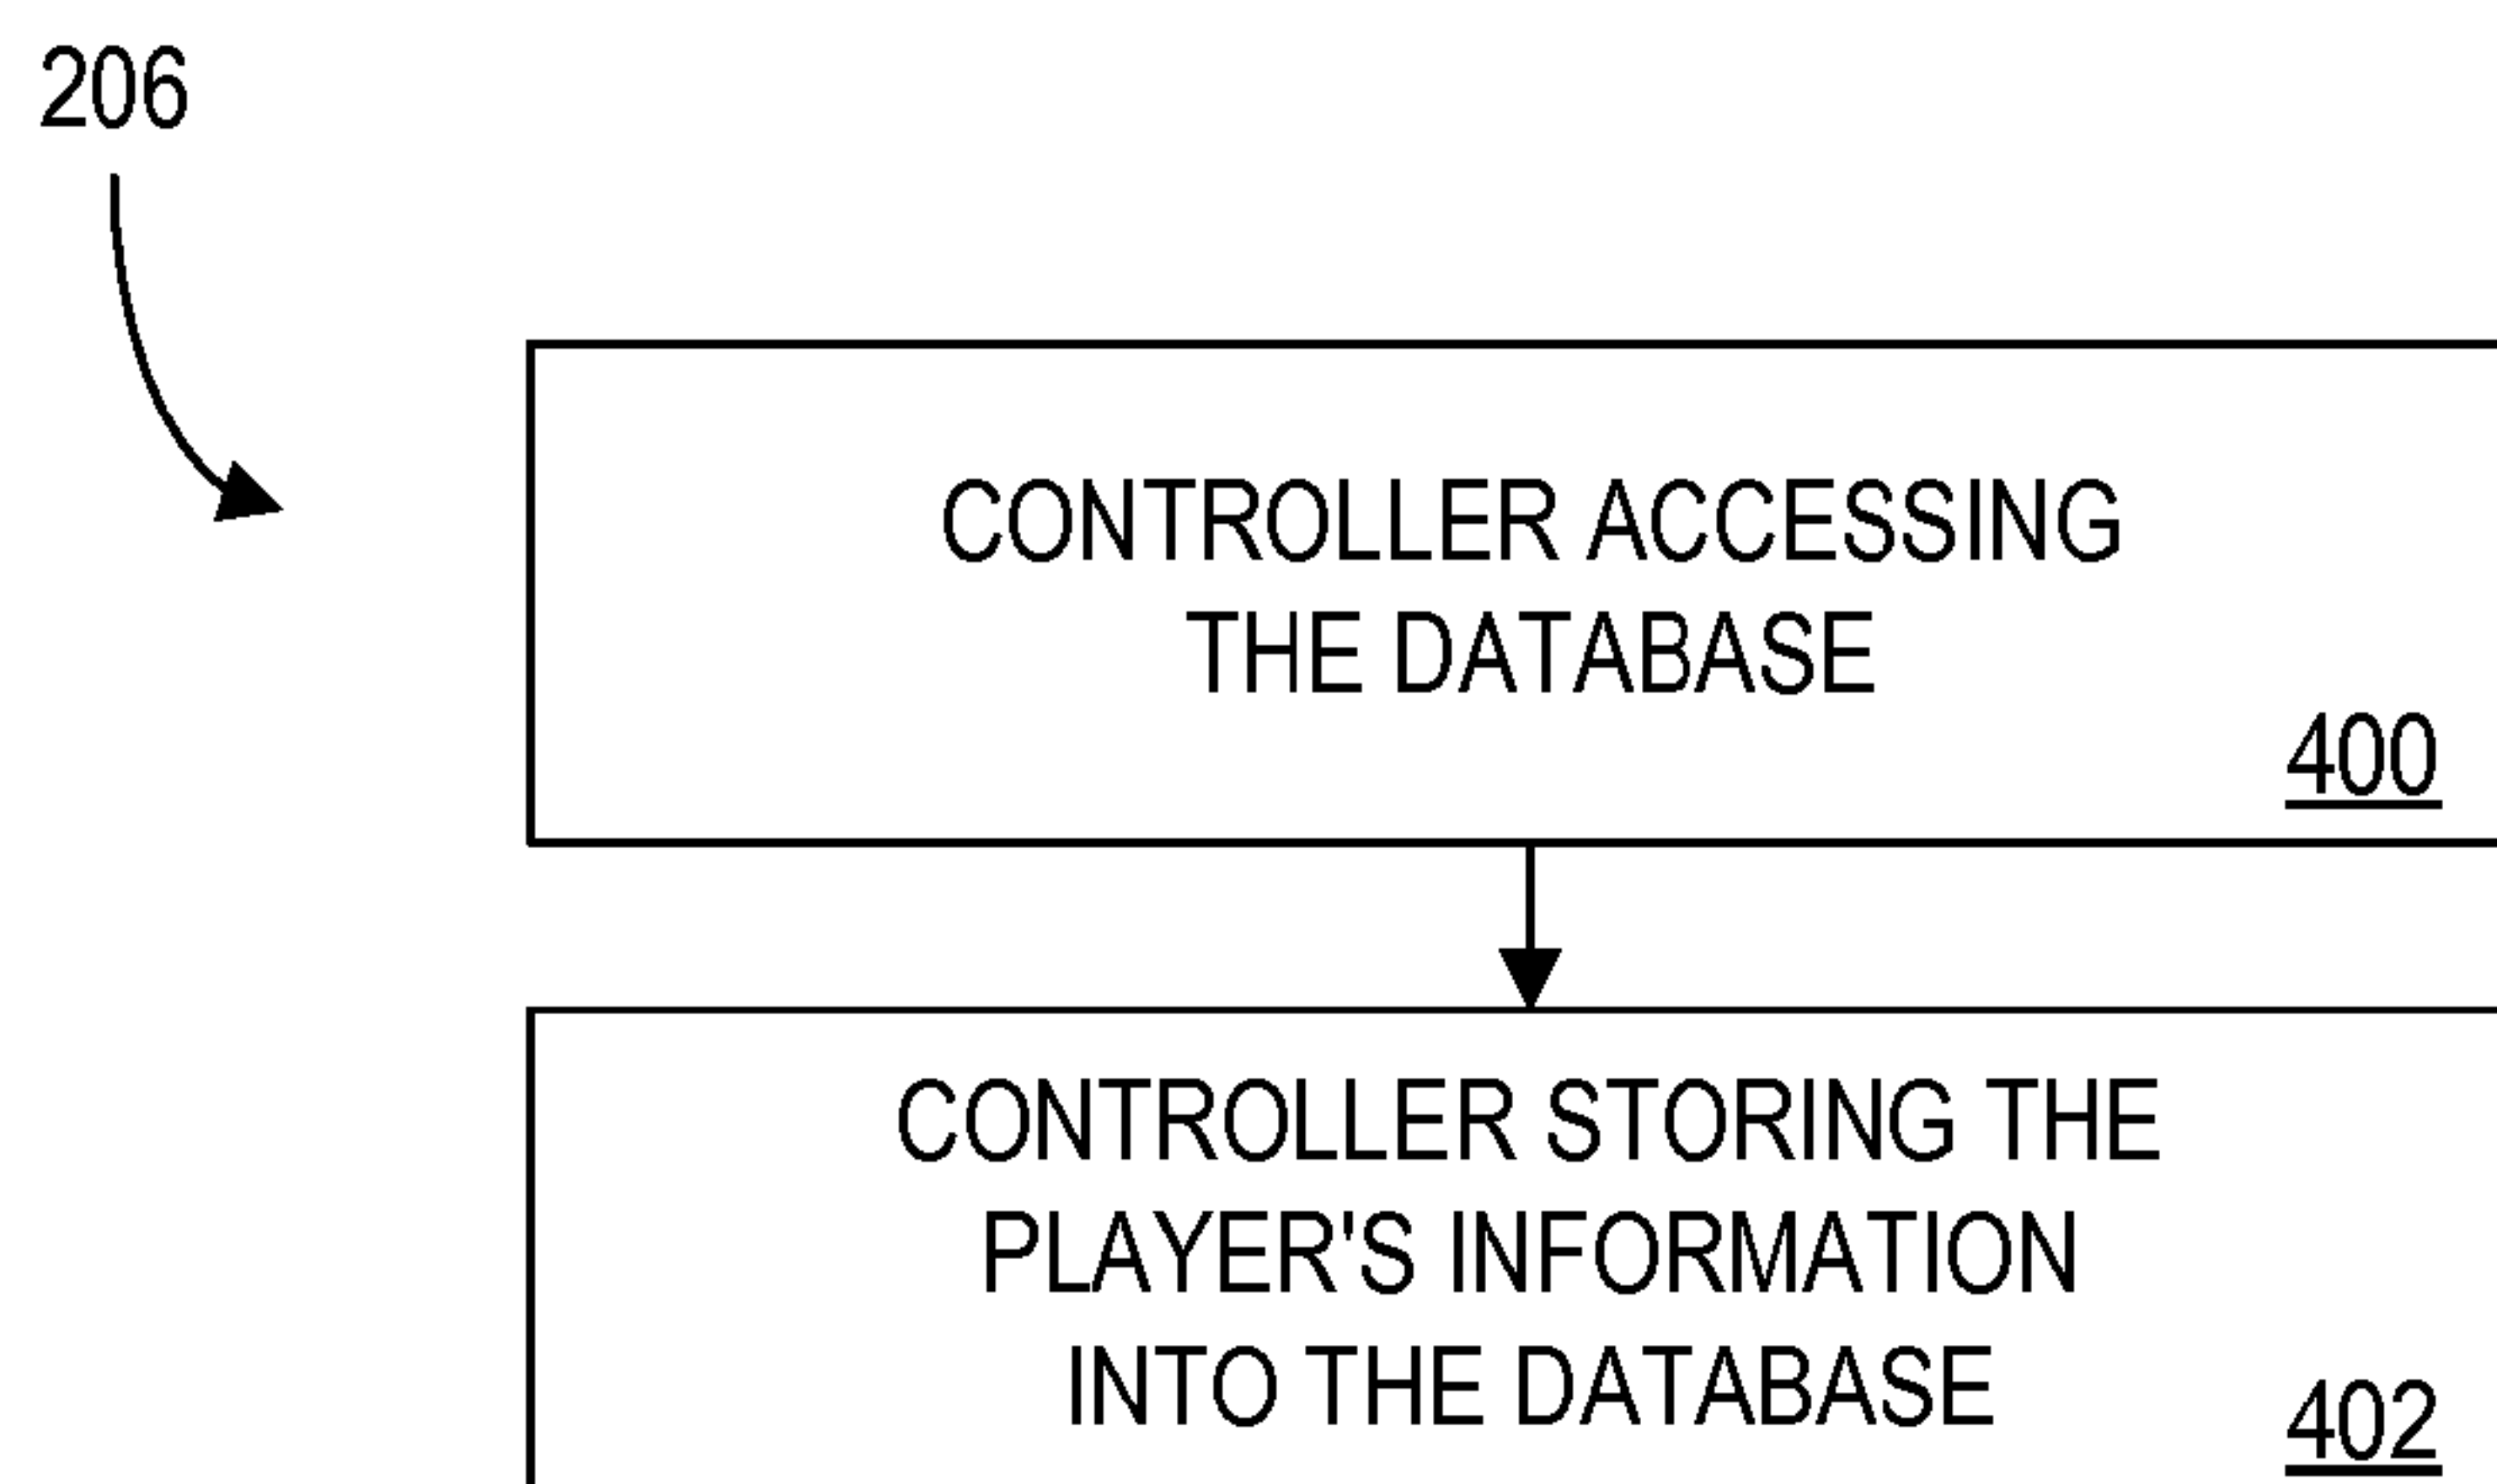 206
CONTROLLER ACCESSING
THE DATABASE
400
CONTROLLER STORING THE
PLAYER'S INFORMATION
INTO THE DATABASE
402